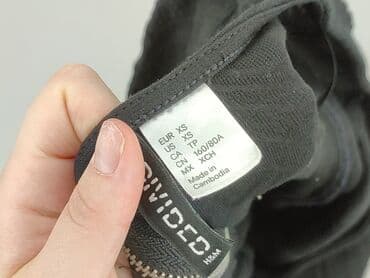 EUR XS
US XS
CA TP
CN 160/80A
MX XCH
Made in
Cambodia
DIVIDED
H&M